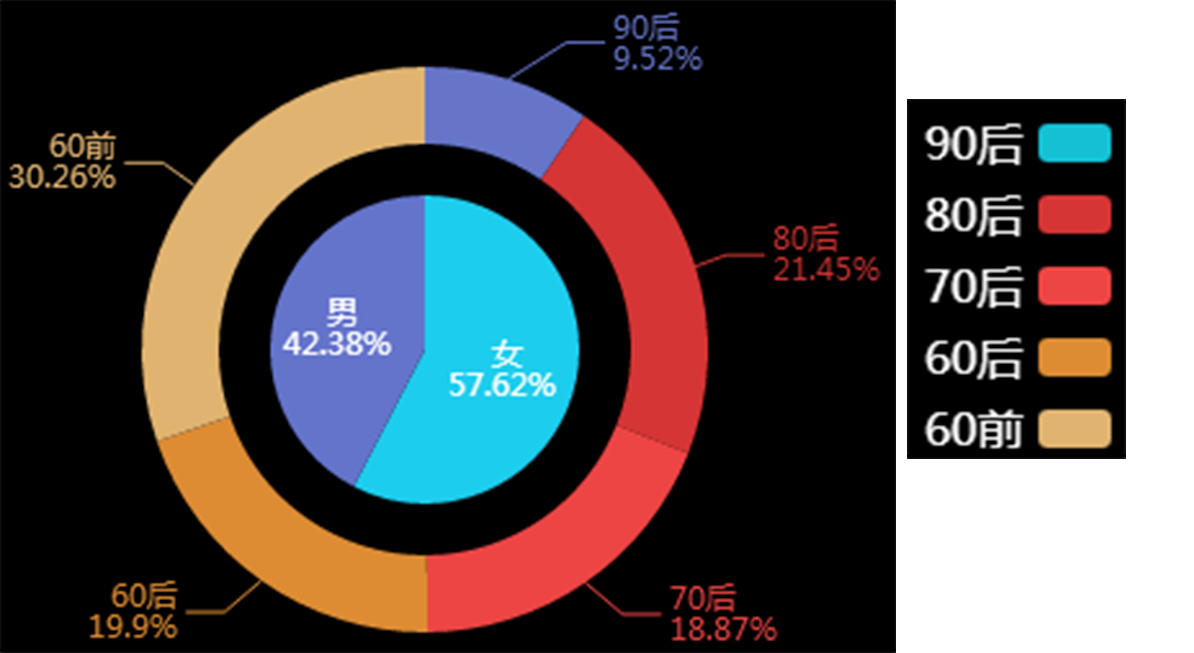 90后
9.52%
60前
30.26%
80后
21.45%
男
42.38%
女
57.62%
60后
19.9%
70后
18.87%
90后
80后
70后
60后
60前